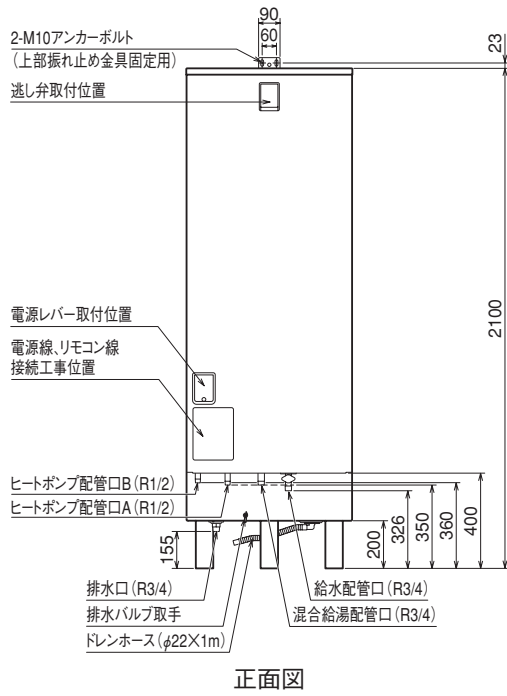 90
60
23
2-M10アンカーボルト
(上部振れ止め金具固定用)
逃し弁取付位置
2100
電源レバー取付位置
電源線、リモコン線
接続工事位置
ヒートポンプ配管口B(R1/2)
ヒートポンプ配管口A(R1/2)
155
200
326
350
360
400
排水口(R3/4)
給水配管口(R3/4)
排水バルブ取手
混合給湯配管口(R3/4)
ドレンホース(φ22×1m)
正面図